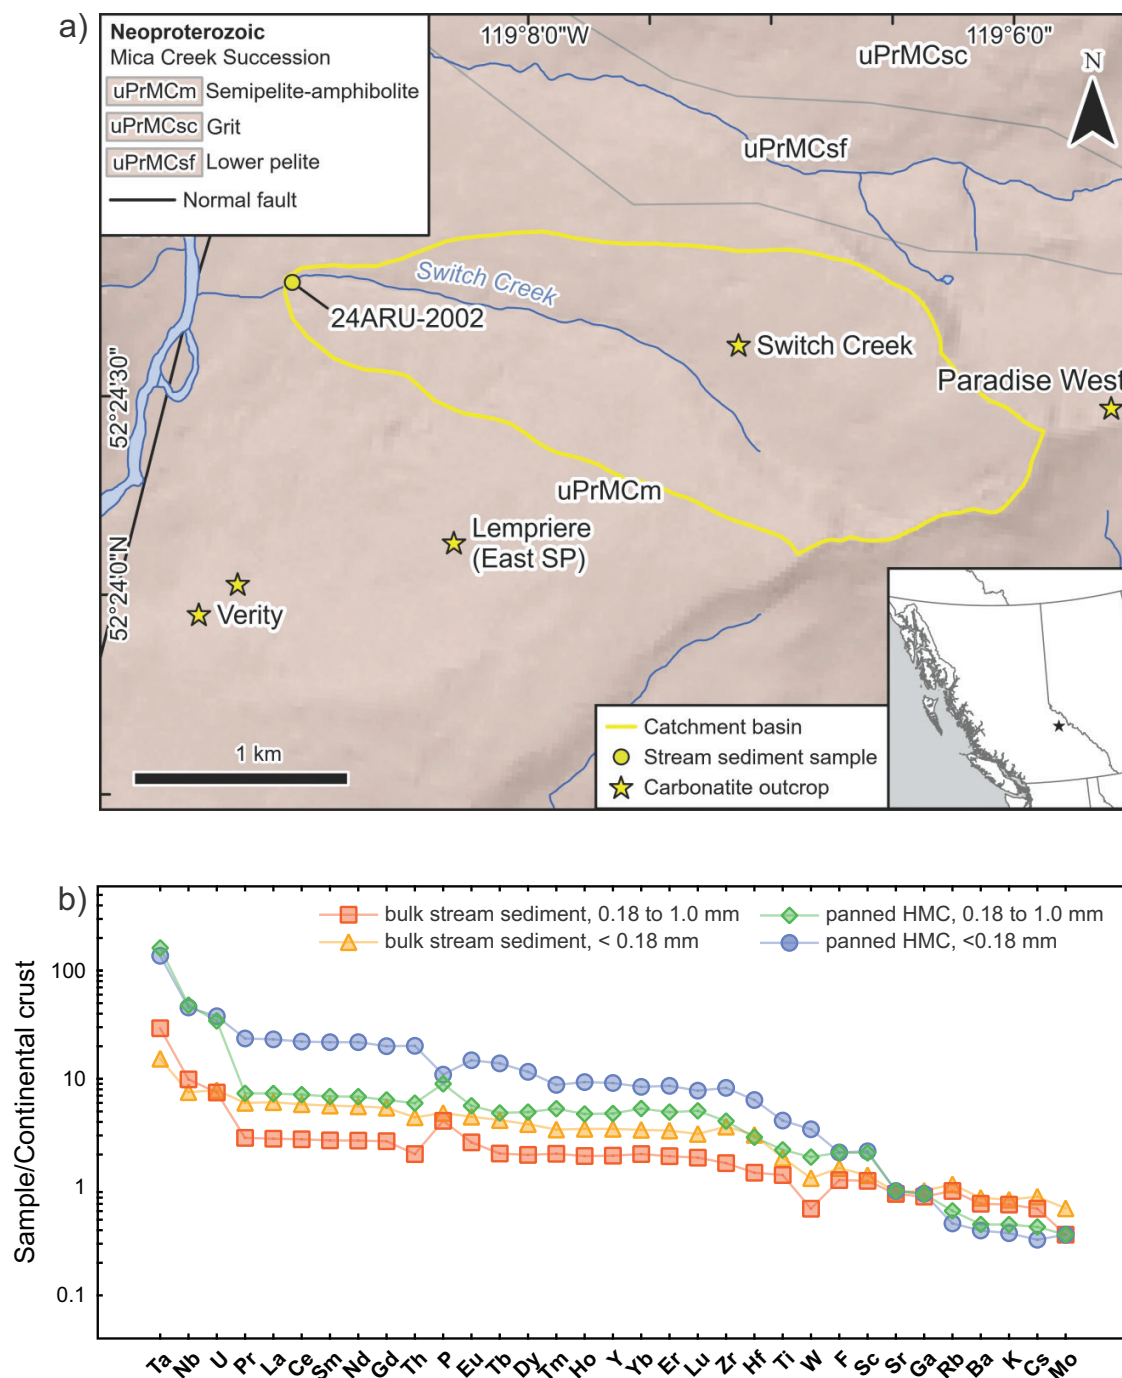 a)
Neoproterozoic
Mica Creek Succession
uPrMCm Semipelite-amphibolite
uPrMCsc Grit
uPrMCsf Lower pelite
Normal fault
119°8'0"W
119°6'0"
uPrMCsc
N
uPrMCsf
Switch Creek
24ARU-2002
Switch Creek
Paradise West
52°24'30"
uPrMCm
Lempriere
(East SP)
52°24'0"N
Verity
1 km
Catchment basin
Stream sediment sample
Carbonatite outcrop
b)
bulk stream sediment, 0.18 to 1.0 mm
bulk stream sediment, < 0.18 mm
panned HMC, 0.18 to 1.0 mm
panned HMC, <0.18 mm
Sample/Continental crust
100
10
1
0.1
Ta Nb U Pr La Ce Sm Nd Gd Th P Eu Tb Dy Tm Ho Y Yb Er Lu Zr Hf Ti W F Sc Sr Ga Rb Ba K Cs Mo